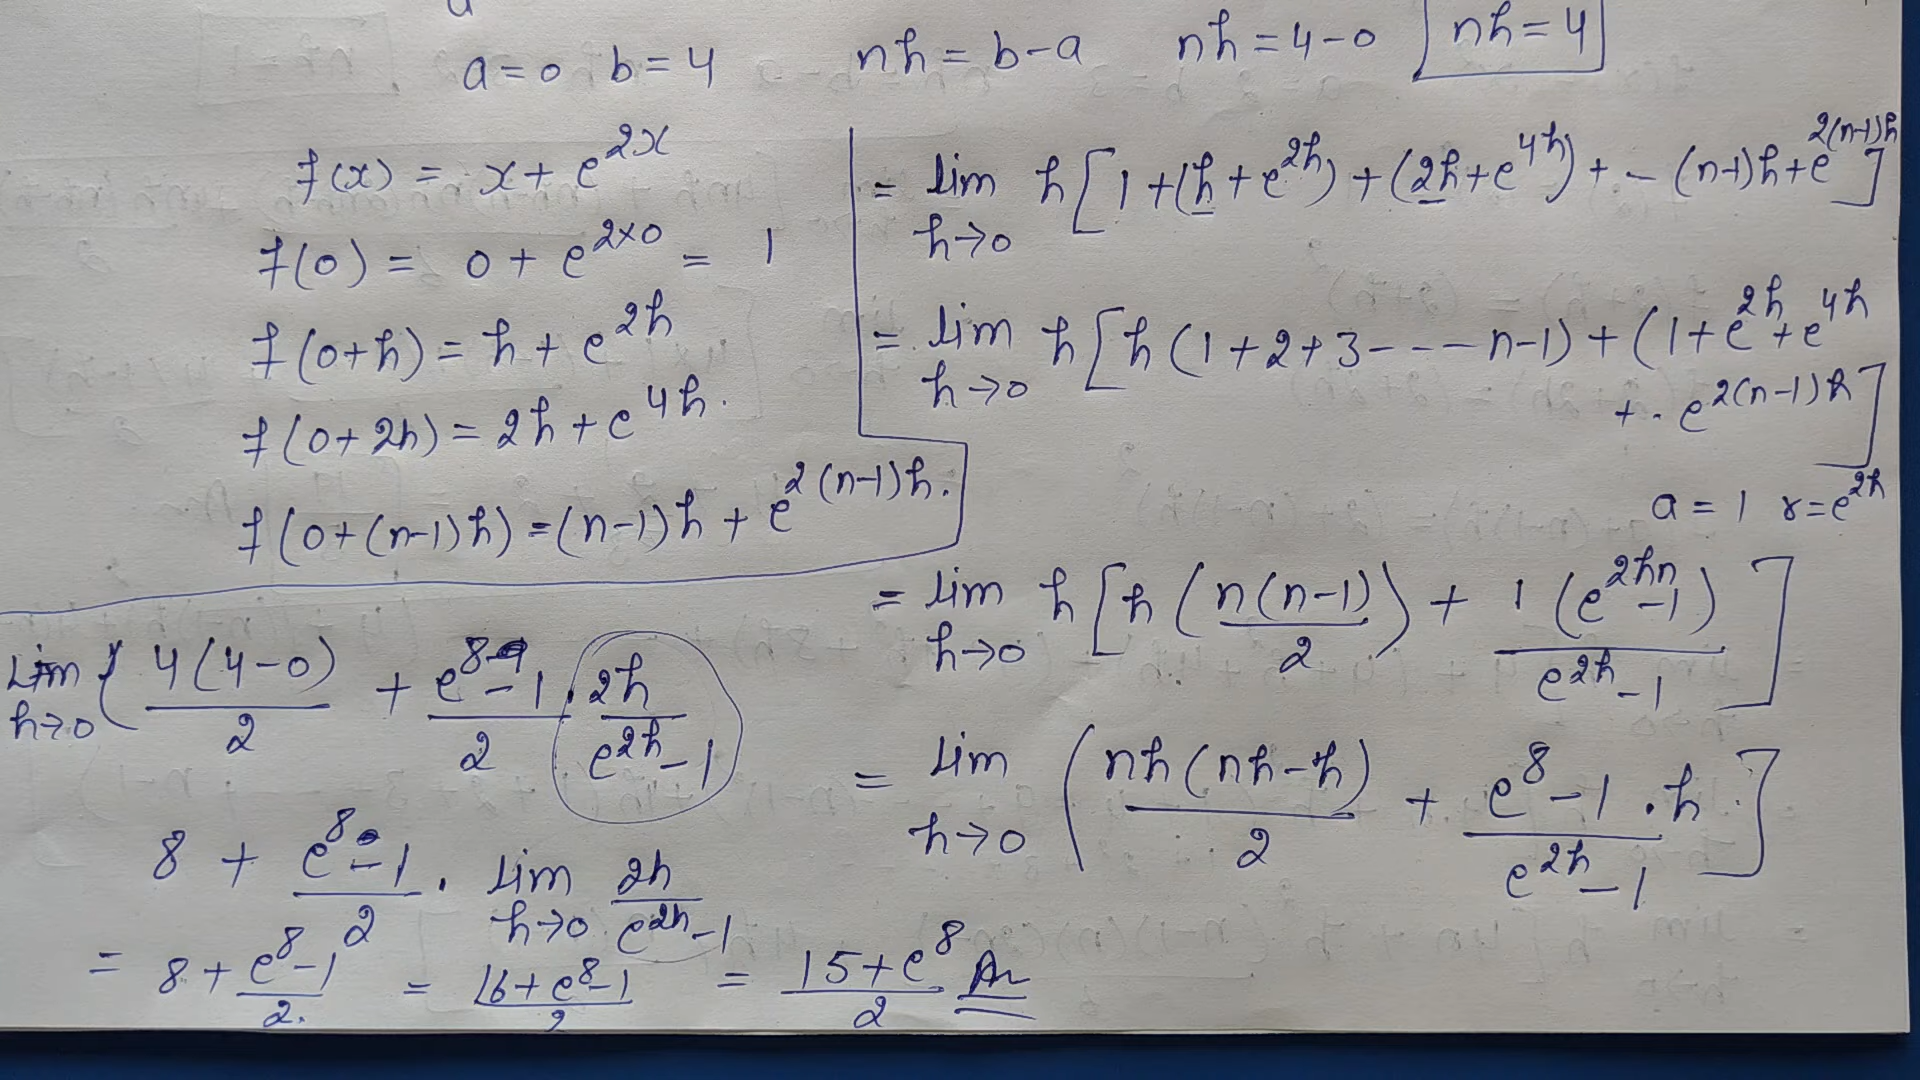 a = 0 b = 4 nh = b - a nh = 4 - 0 nh = 4
f(x) = x + e^{2x}
f(0) = 0 + e^{2×0} = 1
f(0+h) = h + e^{2h}
f(0+2h) = 2h + e^{4h}.
f(0+(n-1)h) = (n-1)h + e^{2(n-1)h}.
= lim h→0 h[1 + (h + e^{2h}) + (2h + e^{4h}) + - (n-1)h + e^{2(n-1)h}]
= lim h→0 h[h(1+2+3----n-1) + (1 + e^{2h} + e^{4h}
+ -. e^{2(n-1)h}]
a = 1 r = e^{2h}
= lim h→0 h[h(n(n-1)/2) + 1(e^{2hn} - 1)/(e^{2h} - 1)]
= lim h→0 (nh(nh-h)/2 + (e^8 - 1 . h)/(e^{2h} - 1)]
lim h→0 { 4(4-0)/2 + (e^8 - 1)/2 . 2h/(e^{2h} - 1)
8 + (e^8 - 1)/2 . lim h→0 2h/(e^{2h} - 1)
= 8 + (e^8 - 1)/2. = (16 + e^8 - 1)/2 = (15 + e^8)/2 An